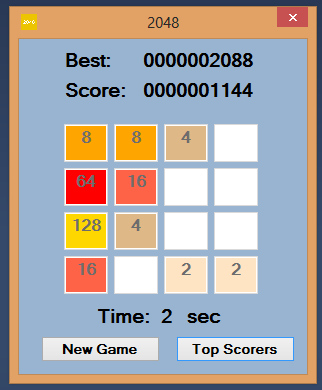 2048
Best: 0000002088
Score: 0000001144
8 8 4
64 16
128 4
16 2 2
Time: 2 sec
New Game Top Scorers